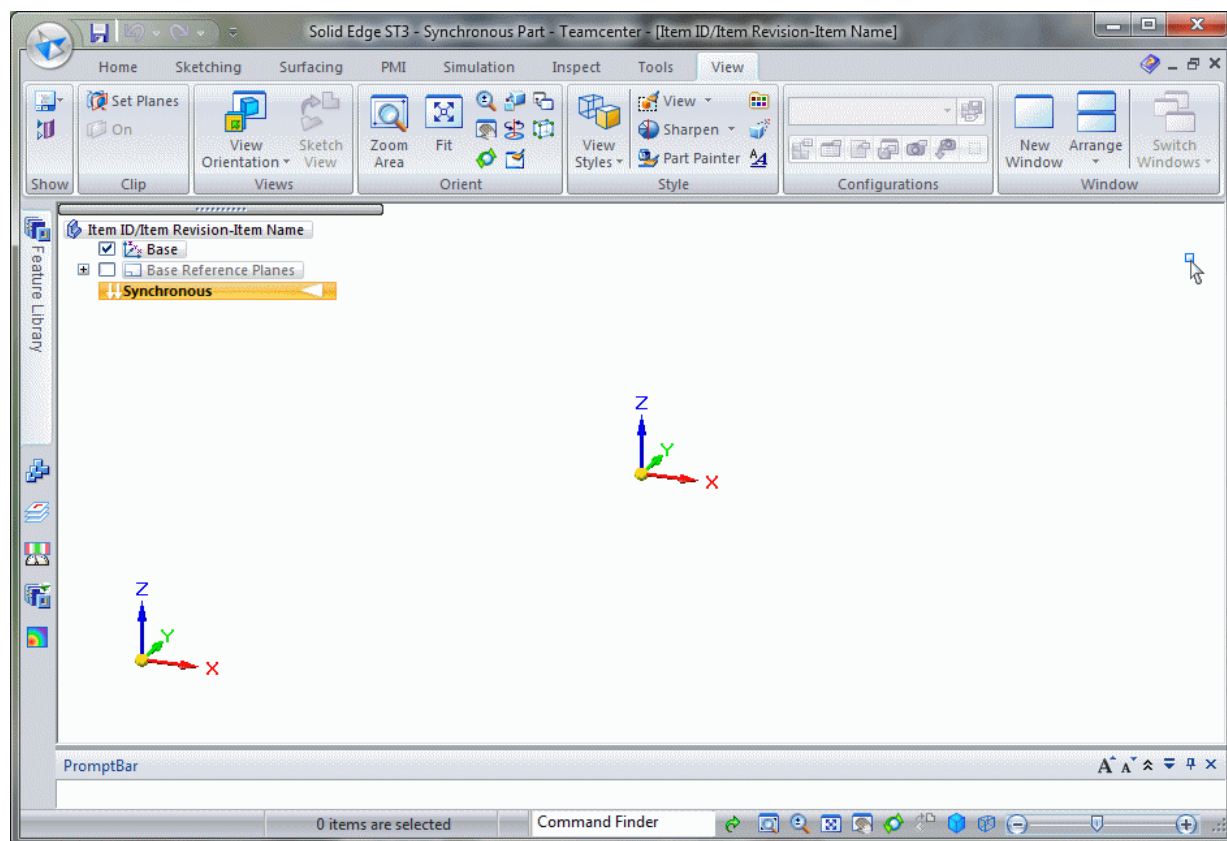 Solid Edge ST3 - Synchronous Part - Teamcenter - [Item ID/Item Revision-Item Name]
Home Sketching Surfacing PMI Simulation Inspect Tools View
Set Planes
On
View Orientation
Sketch View
Zoom Area
Fit
View Styles
View
Sharpen
Part Painter
New Window
Arrange
Switch Windows
Show Clip Views Orient Style Configurations Window
Feature Library
Item ID/Item Revision-Item Name
Base
Base Reference Planes
Synchronous
Z
Y
X
Z
Y
X
PromptBar
A A
0 items are selected
Command Finder